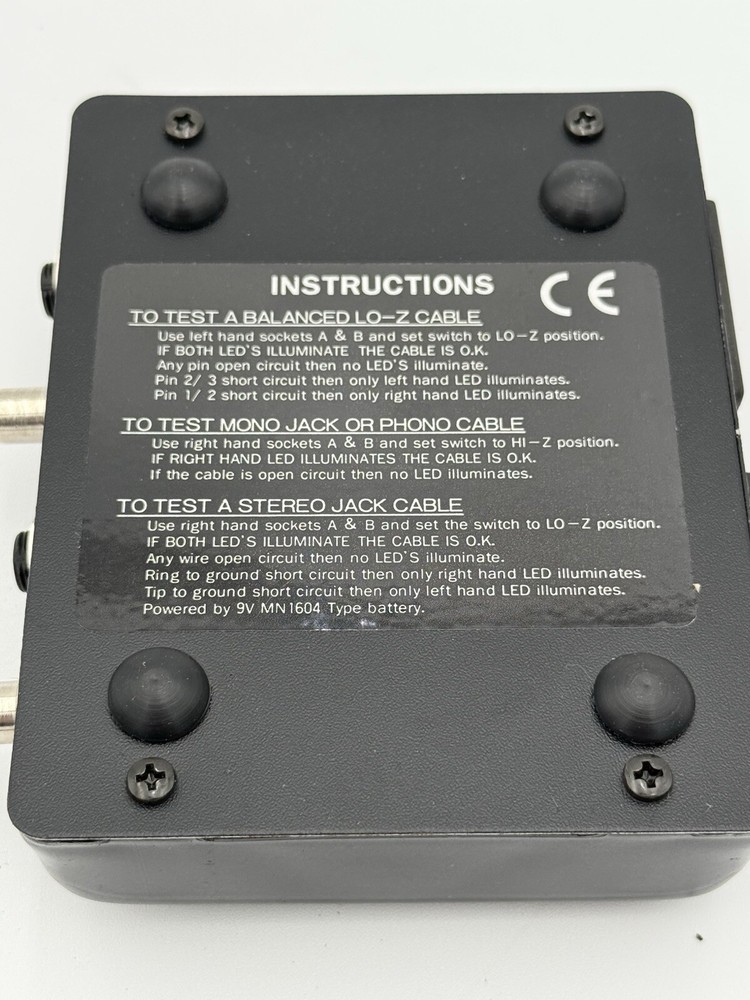 INSTRUCTIONS
CE
TO TEST A BALANCED LO-Z CABLE
Use left hand sockets A & B and set switch to LO-Z position.
IF BOTH LED'S ILLUMINATE THE CABLE IS O.K.
Any pin open circuit then no LED'S illuminate.
Pin 2/ 3 short circuit then only left hand LED illuminates.
Pin 1/ 2 short circuit then only right hand LED illuminates.
TO TEST MONO JACK OR PHONO CABLE
Use right hand sockets A & B and set switch to HI-Z position.
IF RIGHT HAND LED ILLUMINATES THE CABLE IS O.K.
If the cable is open circuit then no LED illuminates.
TO TEST A STEREO JACK CABLE
Use right hand sockets A & B and set the switch to LO-Z position.
IF BOTH LED'S ILLUMINATE THE CABLE IS O.K.
Any wire open circuit then no LED'S illuminate.
Ring to ground short circuit then only right hand LED illuminates.
Tip to ground short circuit then only left hand LED illuminates.
Powered by 9V MN1604 Type battery.